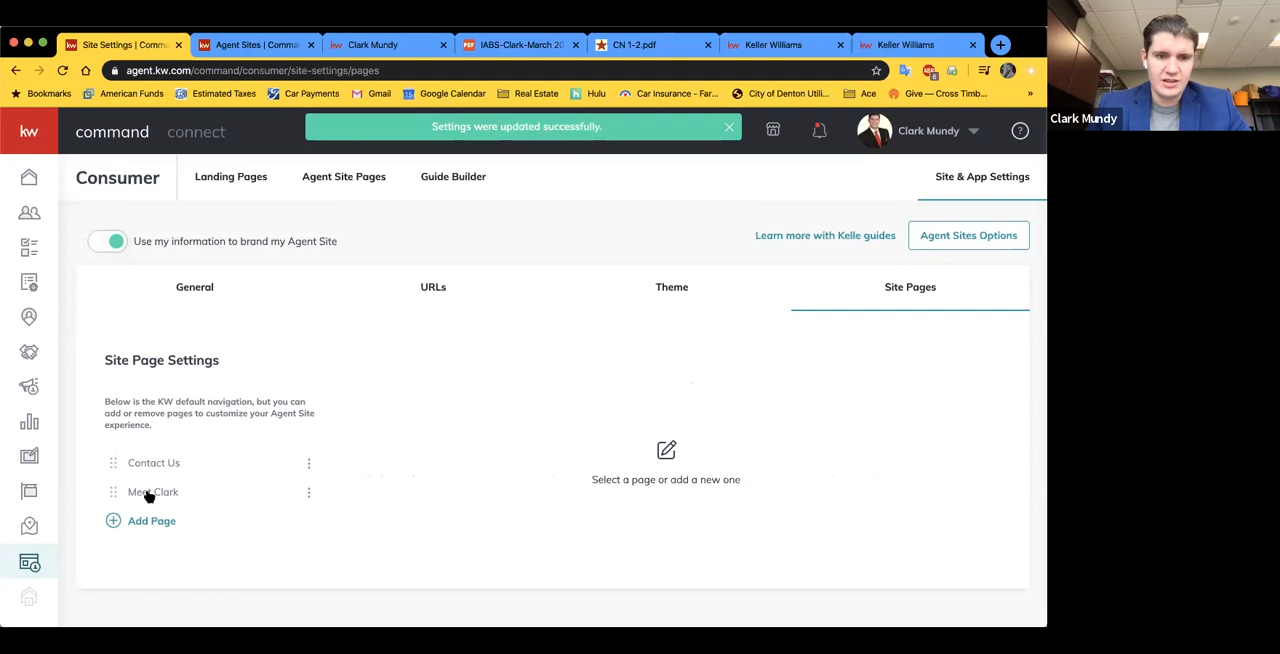 Site Settings | Comma
Agent Sites | Comma
Clark Mundy
IABS-Clark-March 20
CN 1-2.pdf
Keller Williams
Keller Williams
agent.kw.com/command/consumer/site-settings/pages
Bookmarks American Funds Estimated Taxes Car Payments Gmail Google Calendar Real Estate Hulu Car Insurance - Far... City of Denton Utili... Ace Give — Cross Timb... »
kw command connect
Settings were updated successfully.
Clark Mundy
Consumer
Landing Pages Agent Site Pages Guide Builder Site & App Settings
Use my information to brand my Agent Site
Learn more with Kelle guides Agent Sites Options
General URLs Theme Site Pages
Site Page Settings
Below is the KW default navigation, but you can
add or remove pages to customize your Agent Site
experience.
Contact Us
Meet Clark
Add Page
Select a page or add a new one
Clark Mundy